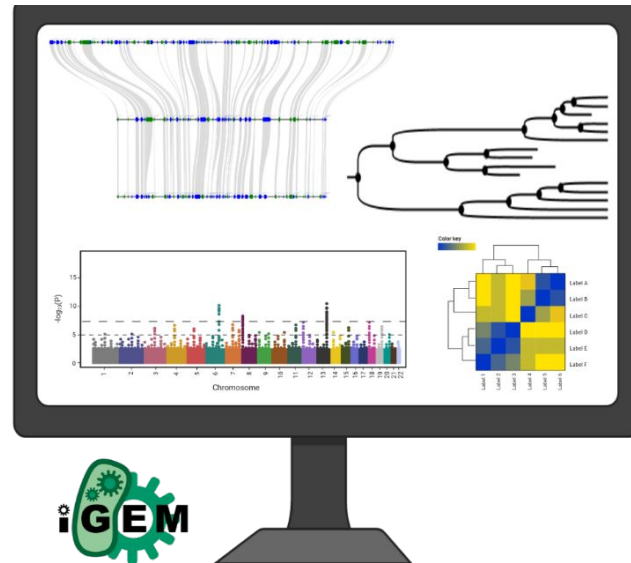 Color key
Label A
Label B
Label C
Label D
Label E
Label F
Label 1
Label 2
Label 3
Label 4
Label 5
Label 6
-log₁₀(P)
15
10
5
0
1 2 3 4 5 6 7 8 9 10 11 12 13 14 15 16 17 18 19 20 21 22
Chromosome
iGEM